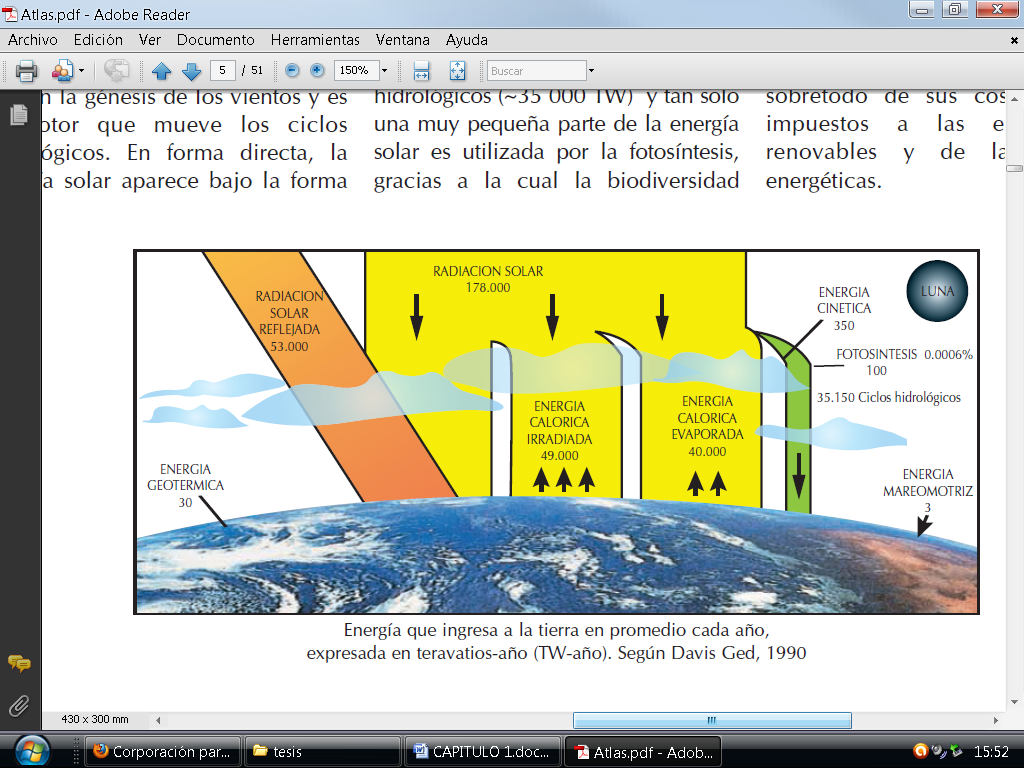 Atlas.pdf - Adobe Reader
Archivo Edición Ver Documento Herramientas Ventana Ayuda
5 / 51 150% Buscar
n la génesis de los vientos y es
otor que mueve los ciclos
ógicos. En forma directa, la
a solar aparece bajo la forma
hidrológicos (~35 000 TW) y tan solo
una muy pequeña parte de la energía
solar es utilizada por la fotosíntesis,
gracias a la cual la biodiversidad
sobretodo de sus cos
impuestos a las e
renovables y de la
energéticas.
RADIACION SOLAR
178.000
RADIACION
SOLAR
REFLEJADA
53.000
ENERGIA
CINETICA
350
LUNA
FOTOSINTESIS 0.0006%
100
35.150 Ciclos hidrológicos
ENERGIA
CALORICA
IRRADIADA
49.000
ENERGIA
CALORICA
EVAPORADA
40.000
ENERGIA
GEOTERMICA
30
ENERGIA
MAREOMOTRIZ
3
Energía que ingresa a la tierra en promedio cada año,
expresada en teravatios-año (TW-año). Según Davis Ged, 1990
430 x 300 mm
Corporación par... tesis CAPITULO 1.doc... Atlas.pdf - Adob... 15:52